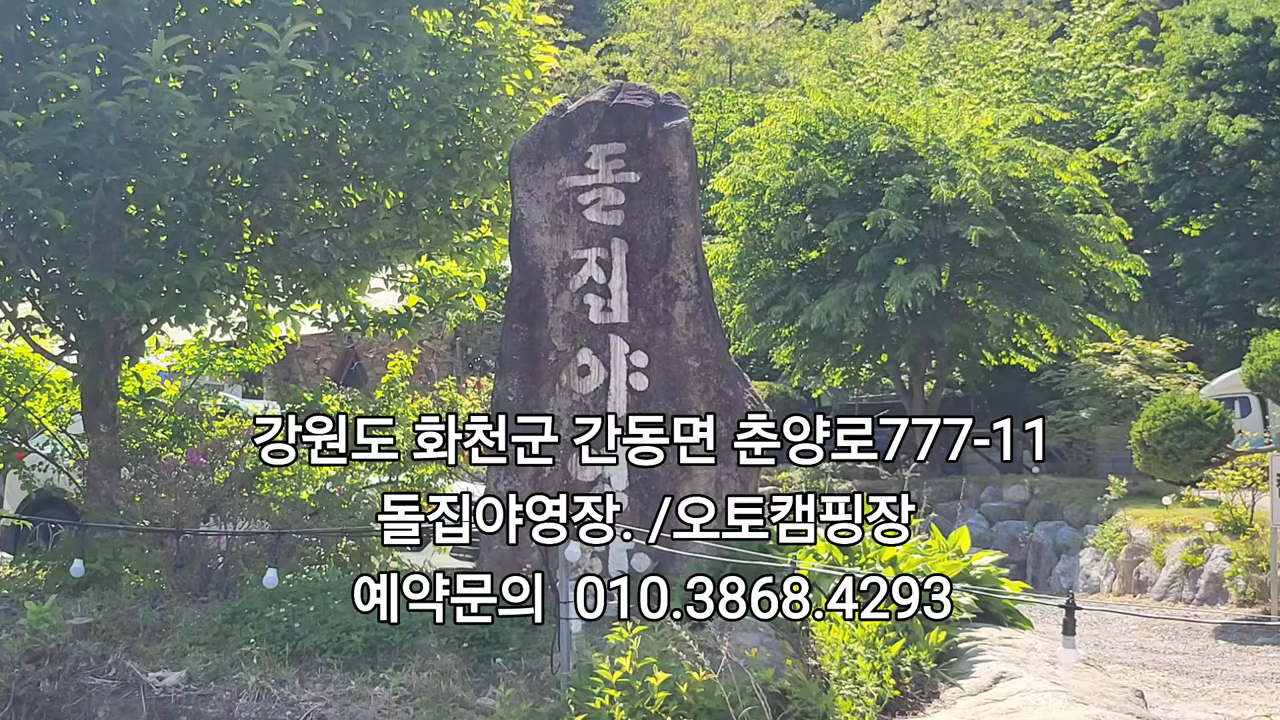 돌집야
강원도 화천군 간동면 춘양로777-11
돌집야영장. /오토캠핑장
예약문의 010.3868.4293